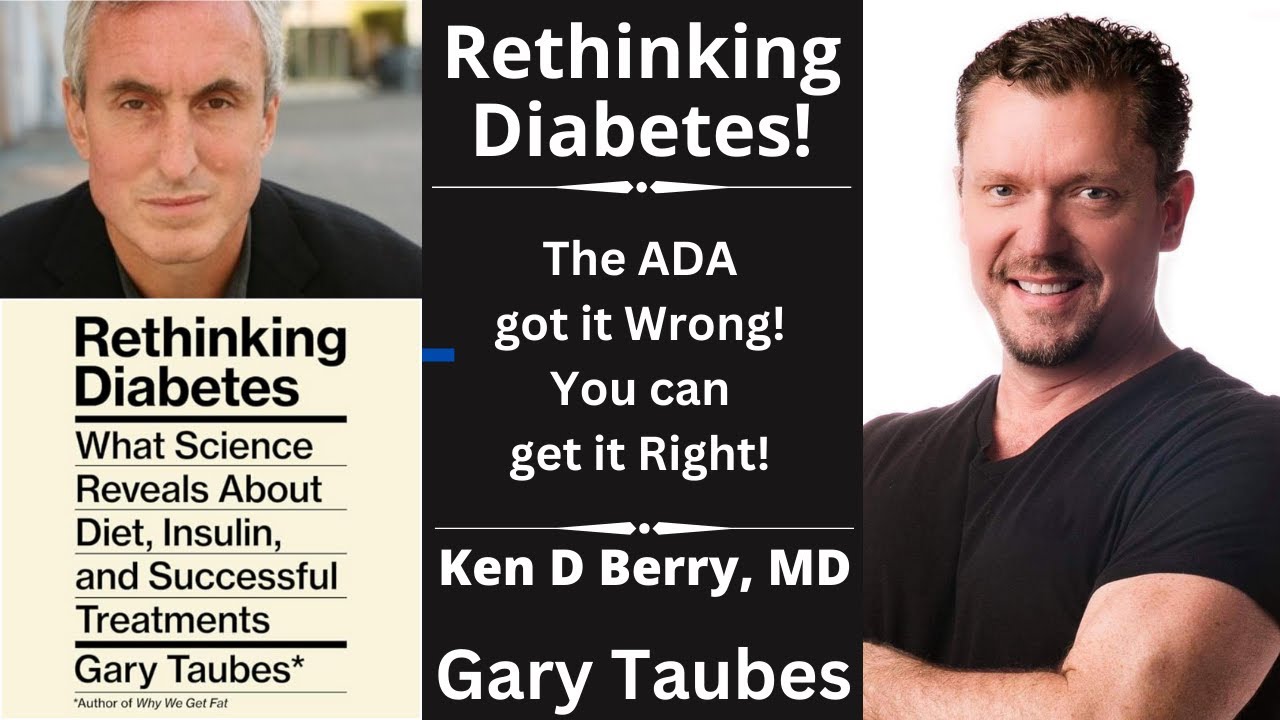 Rethinking
Diabetes
What Science
Reveals About
Diet, Insulin,
and Successful
Treatments
Gary Taubes*
*Author of Why We Get Fat
Rethinking
Diabetes!
The ADA
got it Wrong!
You can
get it Right!
Ken D Berry, MD
Gary Taubes